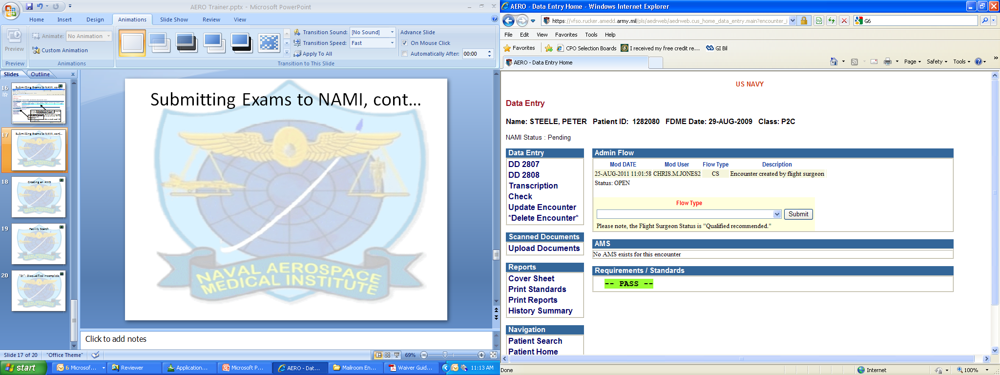 AERO Trainer.pptx - Microsoft PowerPoint
Home Insert Design Animations Slide Show Review View
Preview
Preview
Animate: No Animation
Custom Animation
Animations
Transition Sound: [No Sound]
Transition Speed: Fast
Apply To All
Advance Slide
On Mouse Click
Automatically After: 00:00
Transition to This Slide
Slides Outline x
16
Submitting Exams to NAMI, cont...
17
Submitting Exams to NAMI, cont...
18
Creating an AMS
19
Facility Search
20
"DI": Disqualified Incomplete
Submitting Exams to NAMI, cont...
NAVAL AEROSPACE
MEDICAL INSTITUTE
Click to add notes
Slide 17 of 20 "Office Theme" 69%
start 6 Microsof... Reviewer Application... Microsoft P... AERO - Dat... Mailroom En... Waiver Guid... 11:13 AM
AERO - Data Entry Home - Windows Internet Explorer
https://vfso.rucker.amedd.army.mil/pls/aedrweb/aedrweb.cus_home_data_entry.main?encounter_i
G6
File Edit View Favorites Tools Help
Favorites CPO Selection Boards I received my free credit re... GI Bil
AERO - Data Entry Home
Page Safety Tools
US NAVY
Data Entry
Name: STEELE, PETER Patient ID: 1282080 FDME Date: 29-AUG-2009 Class: P2C
NAMI Status : Pending
Data Entry
DD 2807
DD 2808
Transcription
Check
Update Encounter
*Delete Encounter*
Scanned Documents
Upload Documents
Reports
Cover Sheet
Print Standards
Print Reports
History Summary
Navigation
Patient Search
Patient Home
Admin Flow
Mod DATE Mod User Flow Type Description
25-AUG-2011 11:01:58 CHRIS.M.JONES2 CS Encounter created by flight surgeon
Status: OPEN
Flow Type
Submit
Please note, the Flight Surgeon Status is "Qualified recommended."
AMS
No AMS exists for this encounter
Requirements / Standards
-- PASS --
Done Internet 100%